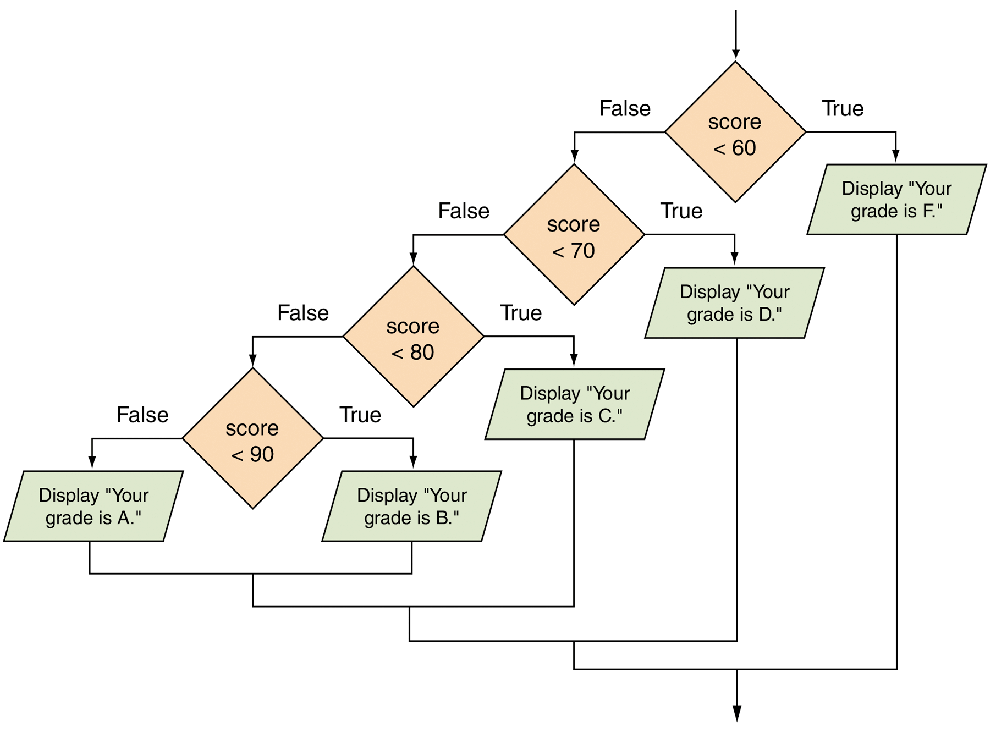 False
True
score
< 60
Display "Your
grade is F."
False
True
score
< 70
Display "Your
grade is D."
False
True
score
< 80
Display "Your
grade is C."
False
True
score
< 90
Display "Your
grade is A."
Display "Your
grade is B."